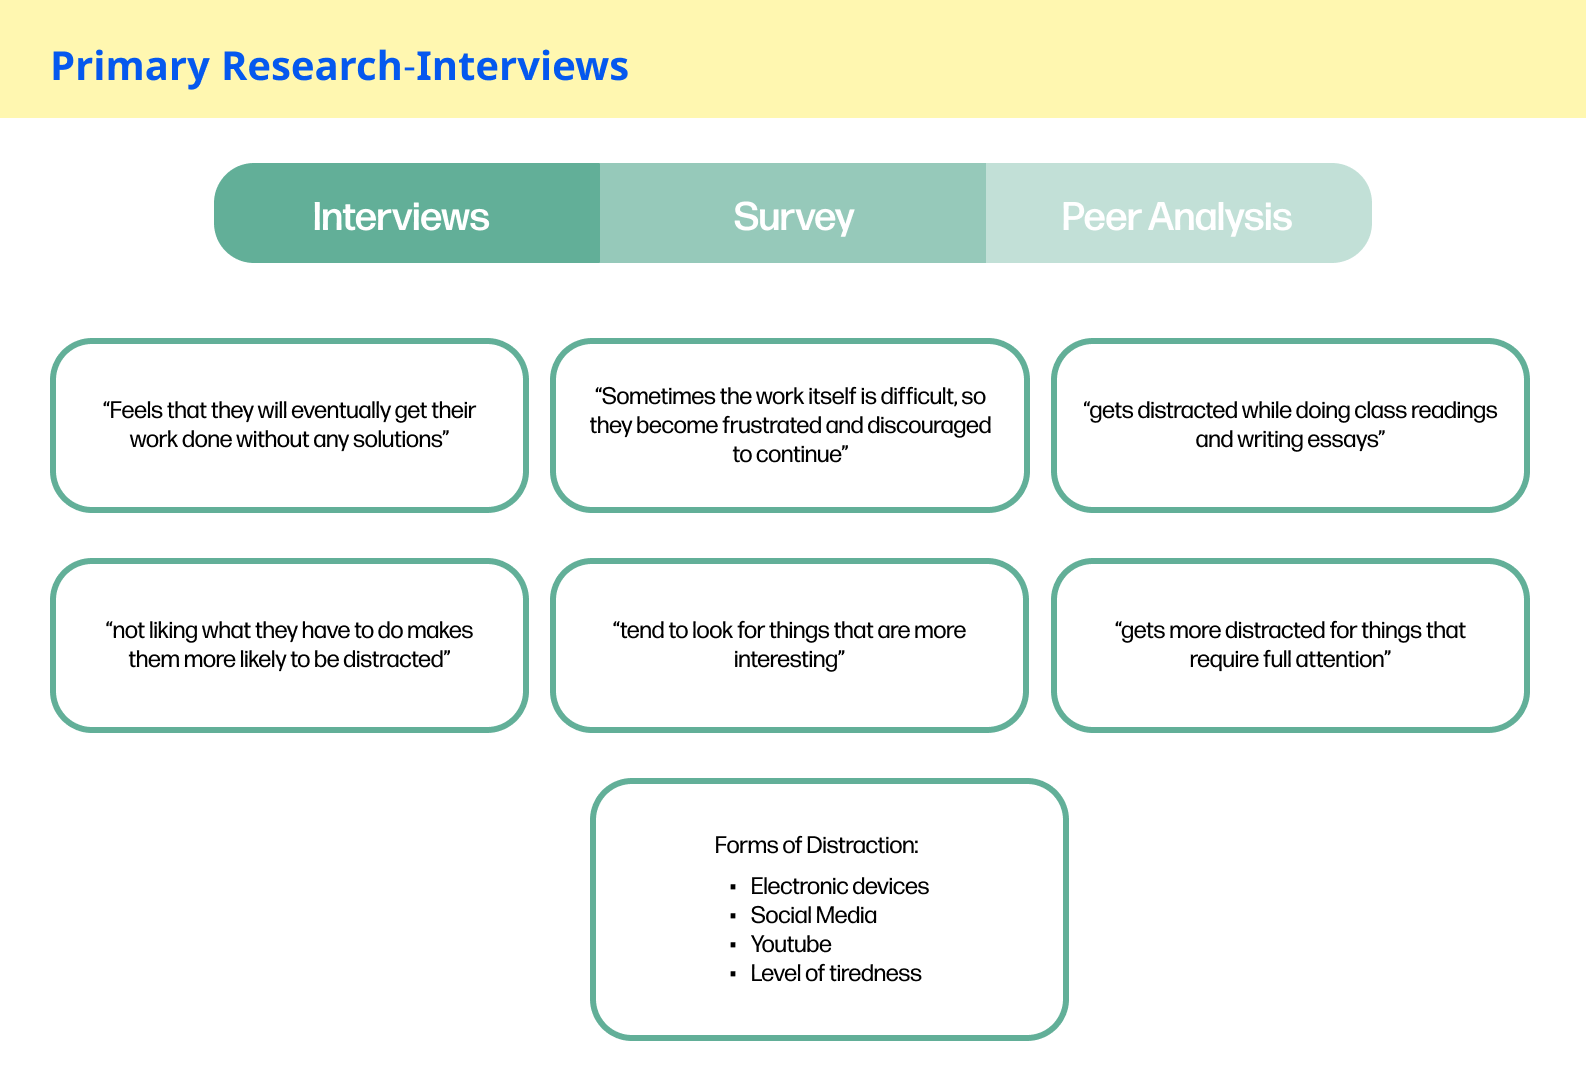 Primary Research-Interviews
Interviews
Survey
Peer Analysis
“Feels that they will eventually get their
work done without any solutions”
“Sometimes the work itself is difficult, so
they become frustrated and discouraged
to continue”
“gets distracted while doing class readings
and writing essays”
“not liking what they have to do makes
them more likely to be distracted”
“tend to look for things that are more
interesting”
“gets more distracted for things that
require full attention”
Forms of Distraction:
▪ Electronic devices
▪ Social Media
▪ Youtube
▪ Level of tiredness